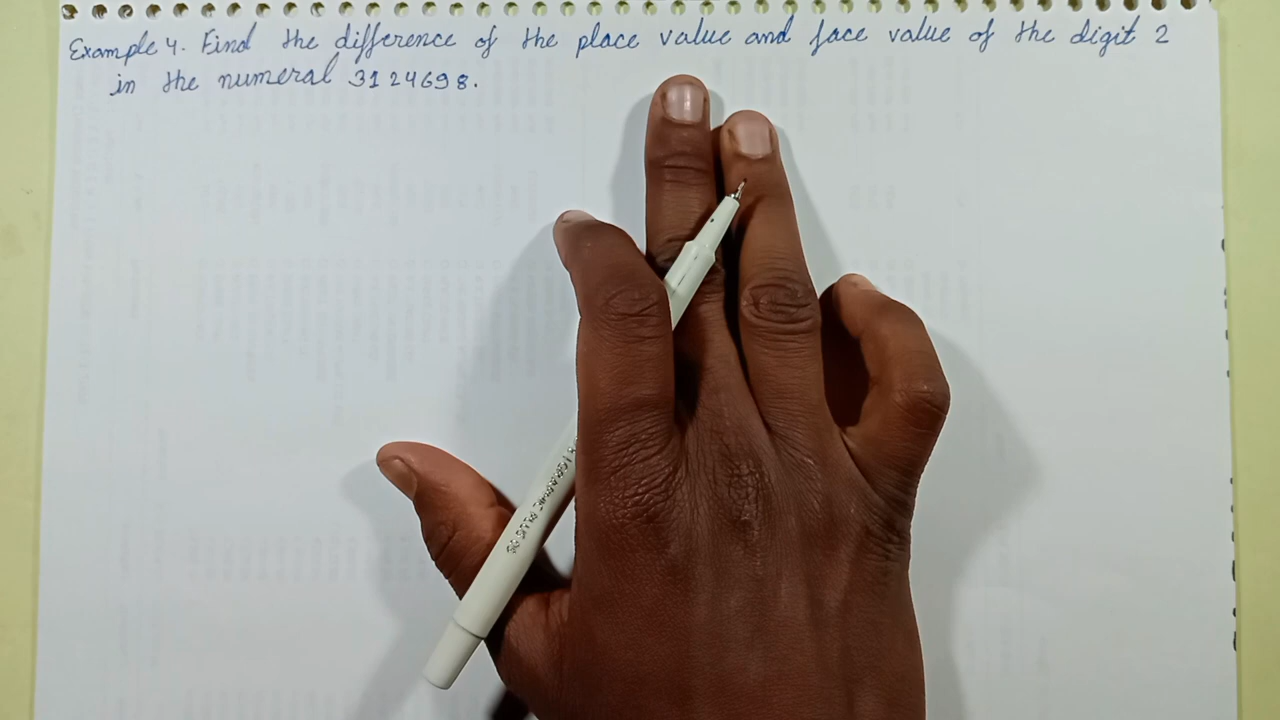 Example 4. Find the difference of the place value and face value of the digit 2
in the numeral 3124698.